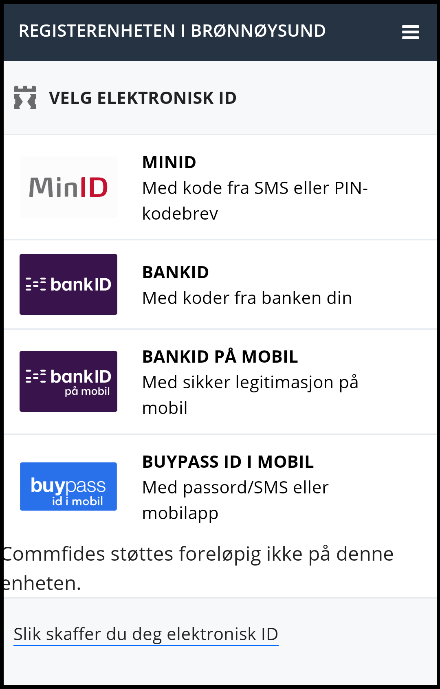 REGISTERENHETEN I BRØNNØYSUND
VELG ELEKTRONISK ID
MinID
MINID
Med kode fra SMS eller PIN-
kodebrev
bankID
BANKID
Med koder fra banken din
bankID
på mobil
BANKID PÅ MOBIL
Med sikker legitimasjon på
mobil
buypass
id i mobil
BUYPASS ID I MOBIL
Med passord/SMS eller
mobilapp
Commfides støttes foreløpig ikke på denne
enheten.
Slik skaffer du deg elektronisk ID